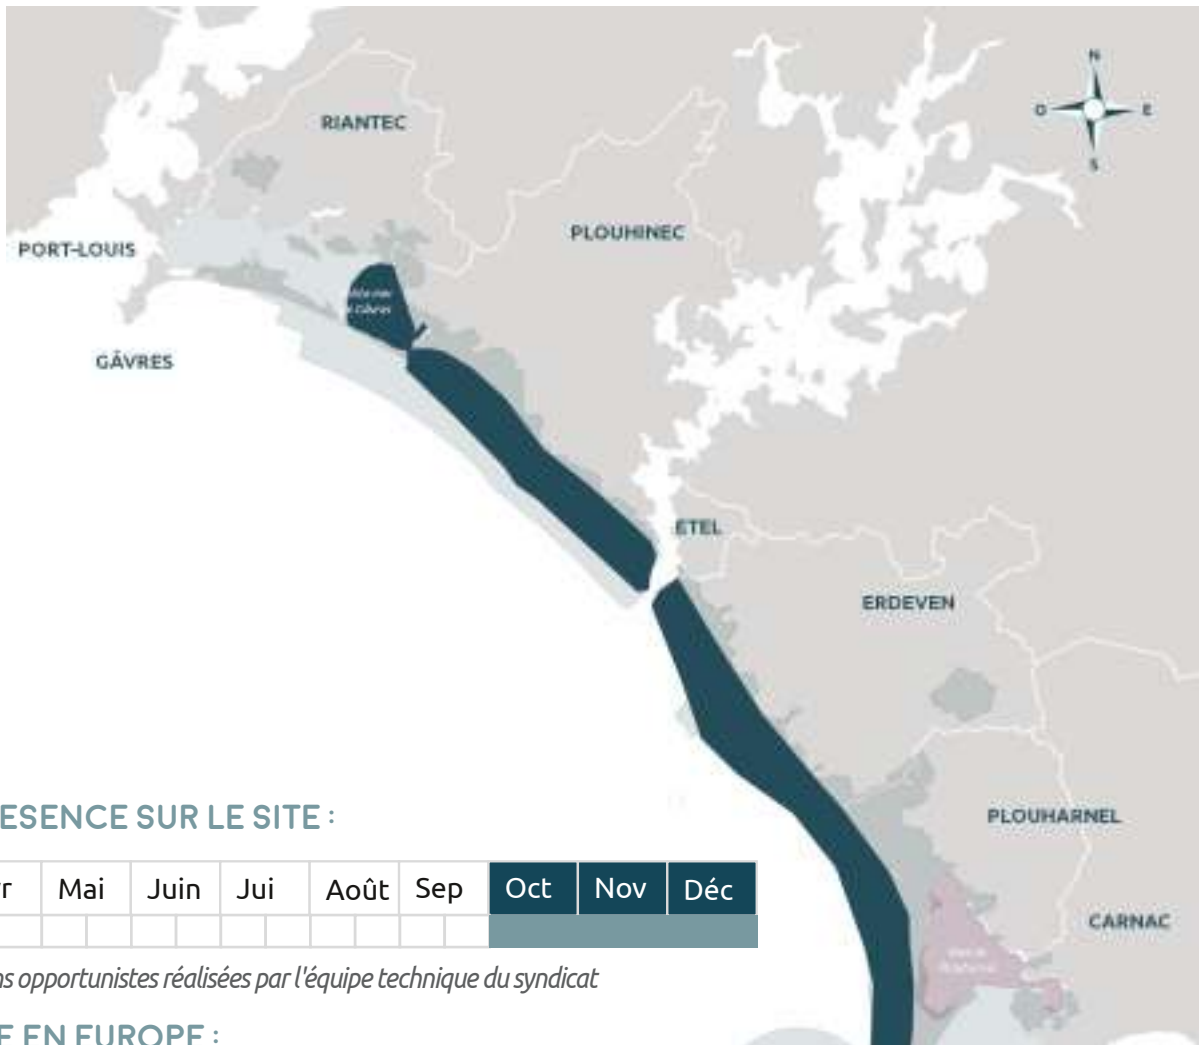 N
O E
S
RIANTEC
PLOUHINEC
PORT-LOUIS
GÂVRES
ETEL
ERDEVEN
PLOUHARNEL
CARNAC
ESENCE SUR LE SITE :
r Mai Juin Jui Août Sep Oct Nov Déc
ns opportunistes réalisées par l'équipe technique du syndicat
E EN EUROPE :